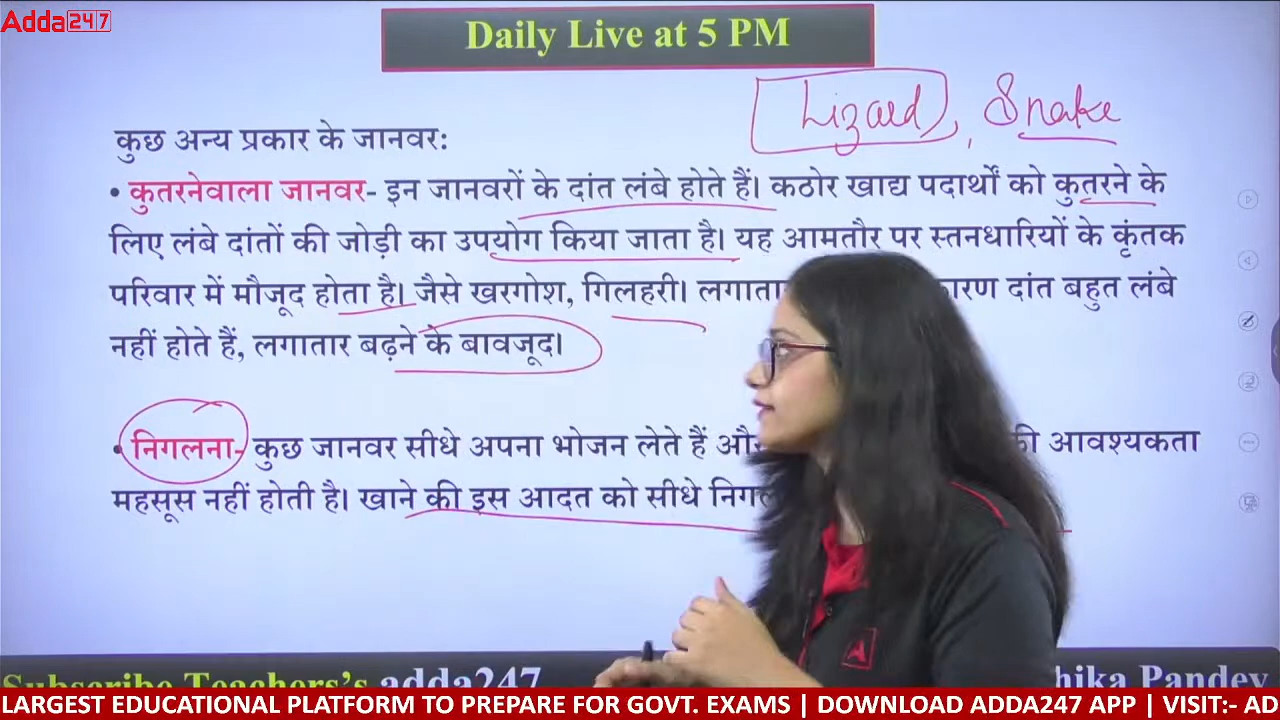 Adda247
Daily Live at 5 PM
Lizard, Snake
कुछ अन्य प्रकार के जानवर:
• कुतरनेवाला जानवर- इन जानवरों के दांत लंबे होते हैं। कठोर खाद्य पदार्थों को कुतरने के
लिए लंबे दांतों की जोड़ी का उपयोग किया जाता है। यह आमतौर पर स्तनधारियों के कृंतक
परिवार में मौजूद होता है। जैसे खरगोश, गिलहरी। दांत बहुत लंबे
नहीं होते हैं, लगातार बढ़ने के बावजूद।
• निगलना- कुछ जानवर सीधे अपना भोजन लेते हैं आवश्यकता
महसूस नहीं होती है। खाने की इस आदत को सीधे
Subscribe Teacher's adda247 Pandey
LARGEST EDUCATIONAL PLATFORM TO PREPARE FOR GOVT. EXAMS | DOWNLOAD ADDA247 APP | VISIT:- AD